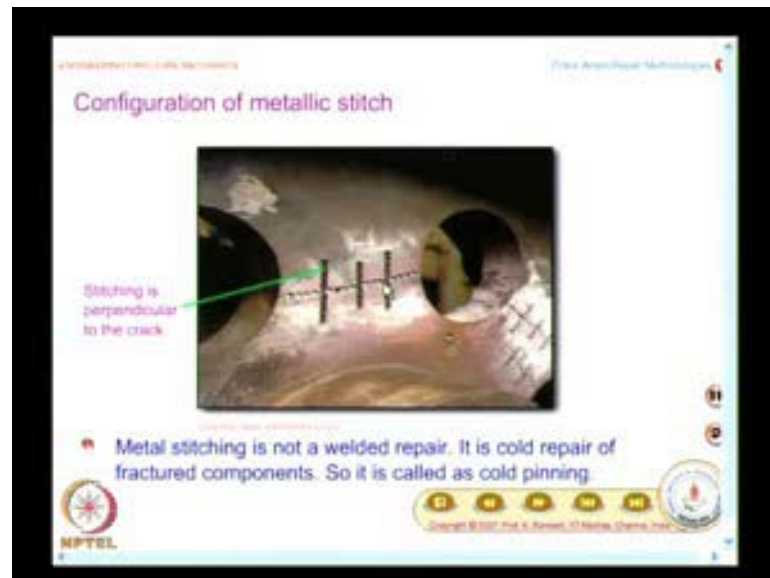 Configuration of metallic stitch
Stitching is
perpendicular
to the crack
Metal stitching is not a welded repair. It is cold repair of
fractured components. So it is called as cold pinning.
NPTEL